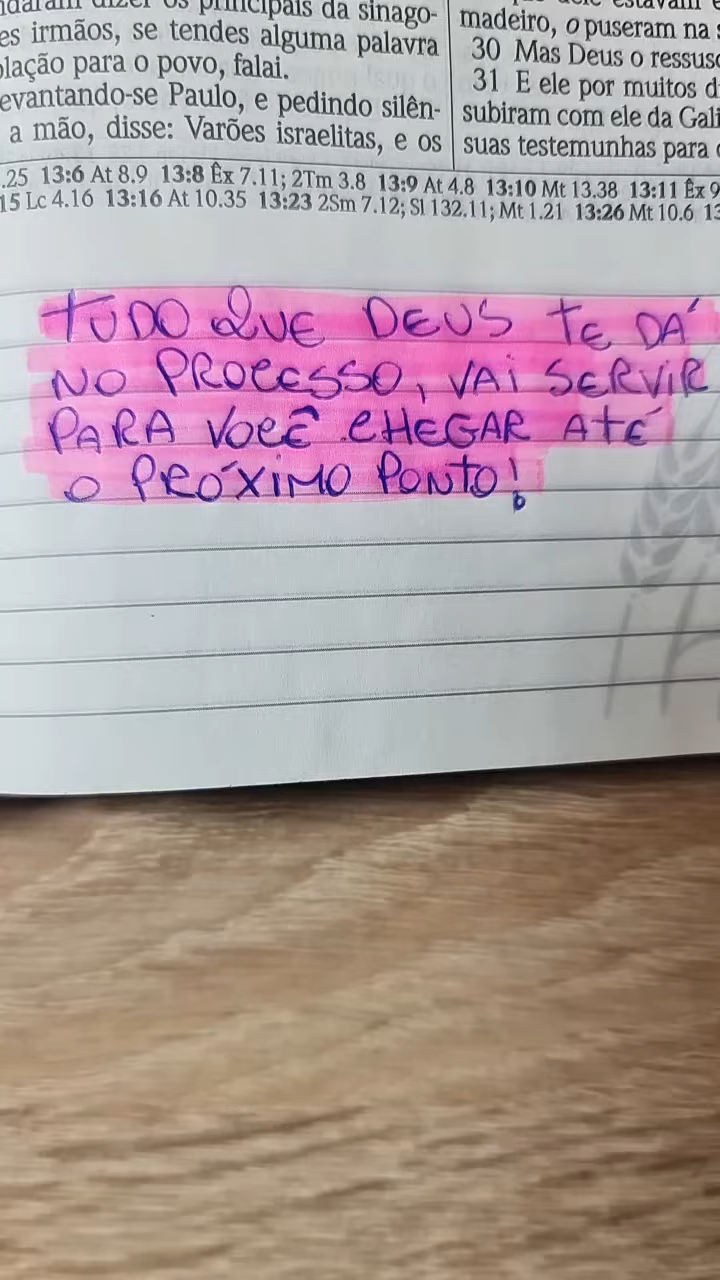 dizer os principais da sinago-
es irmãos, se tendes alguma palavra
para o povo, falai.
evantando-se Paulo, e pedindo silên-
a mão, disse: Varões israelitas, e os
madeiro, o puseram na
30 Mas Deus o ressusc
31 E ele por muitos d
subiram com ele da Gali
suas testemunhas para
.25 13:6 At 8.9 13:8 Êx 7.11; 2Tm 3.8 13:9 At 4.8 13:10 Mt 13.38 13:11 Êx 9
15 Lc 4.16 13:16 At 10.35 13:23 2Sm 7.12; Sl 132.11; Mt 1.21 13:26 Mt 10.6 13
TUDO QUE DEUS TE DÁ
NO PROCESSO, VAI SERVIR
PARA VOCÊ CHEGAR ATÉ
O PRÓXIMO PONTO!